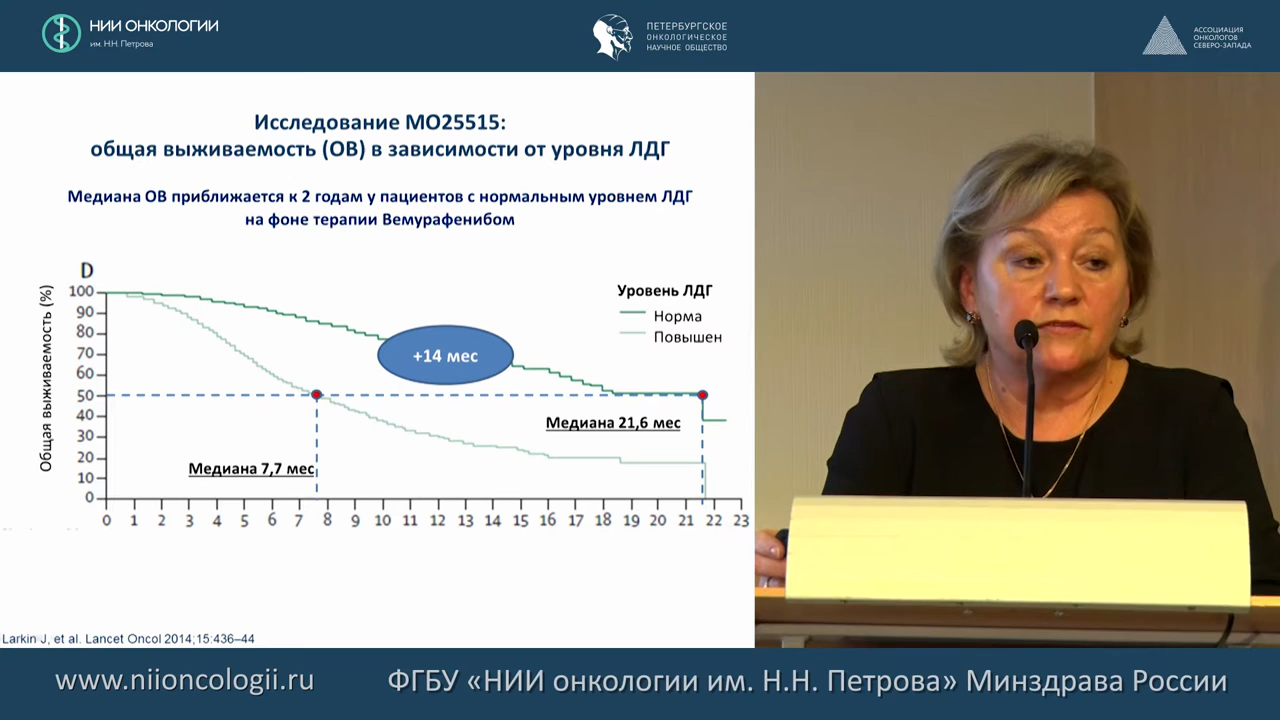 НИИ ОНКОЛОГИИ
им. Н.Н. Петрова
ПЕТЕРБУРГСКОЕ
ОНКОЛОГИЧЕСКОЕ
НАУЧНОЕ ОБЩЕСТВО
АССОЦИАЦИЯ
ОНКОЛОГОВ
СЕВЕРО-ЗАПАДА
Исследование МО25515:
общая выживаемость (ОВ) в зависимости от уровня ЛДГ
Медиана ОВ приближается к 2 годам у пациентов с нормальным уровнем ЛДГ
на фоне терапии Вемурафенибом
D
Общая выживаемость (%)
100
90
80
70
60
50
40
30
20
10
0
Уровень ЛДГ
Норма
Повышен
+14 мес
Медиана 21,6 мес
Медиана 7,7 мес
0 1 2 3 4 5 6 7 8 9 10 11 12 13 14 15 16 17 18 19 20 21 22 23
Larkin J, et al. Lancet Oncol 2014;15:436–44
www.niioncologii.ru
ФГБУ «НИИ онкологии им. Н.Н. Петрова» Минздрава России